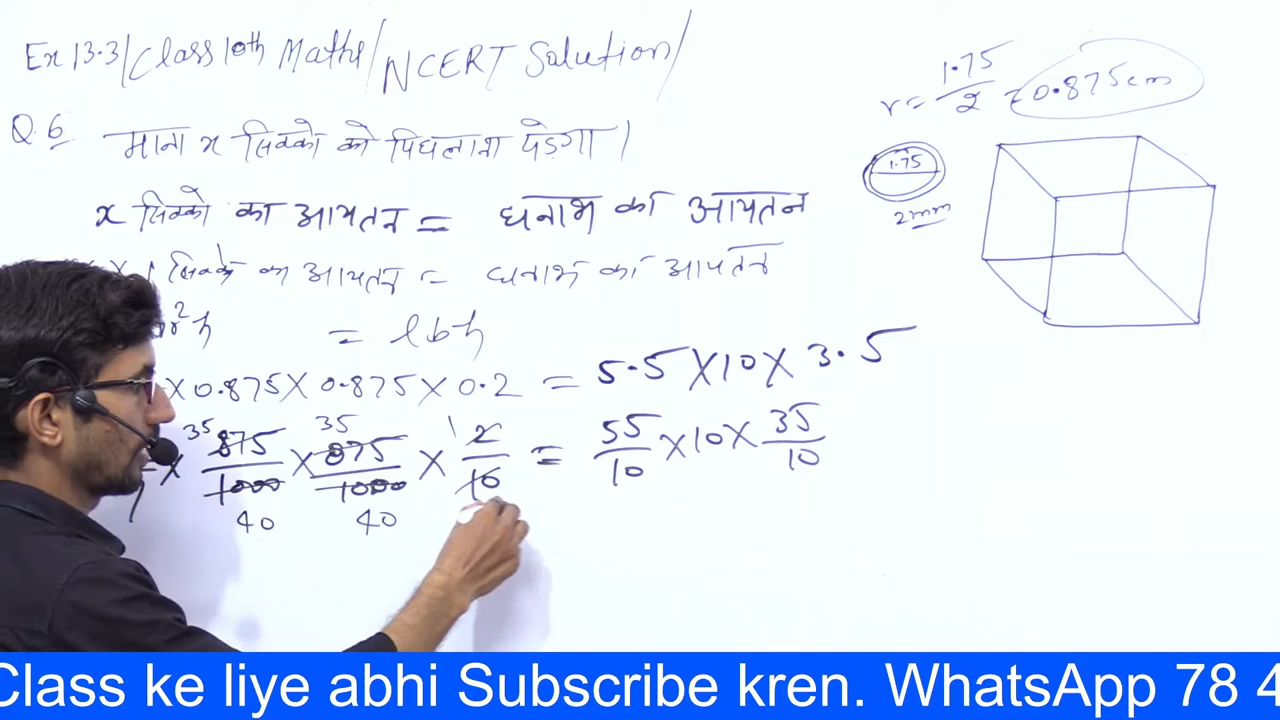 Ex 13.3/Class 10th Maths/NCERT Solution/
r = 1.75/2 = 0.875cm
Q.6 माना x सिक्को को पिघलाना पड़ेगा।
1.75
2mm
x सिक्को का आयतन = घनाभ का आयतन
X 1 सिक्के का आयतन = घनाभ का आयतन
r²h = lbh
X 0.875 X 0.875 X 0.2 = 5.5 X 10 X 3.5
35 35 1
X 875/1000 X 875/1000 X 2/10 = 55/10 X 10 X 35/10
40 40
Class ke liye abhi Subscribe kren. WhatsApp 78 4